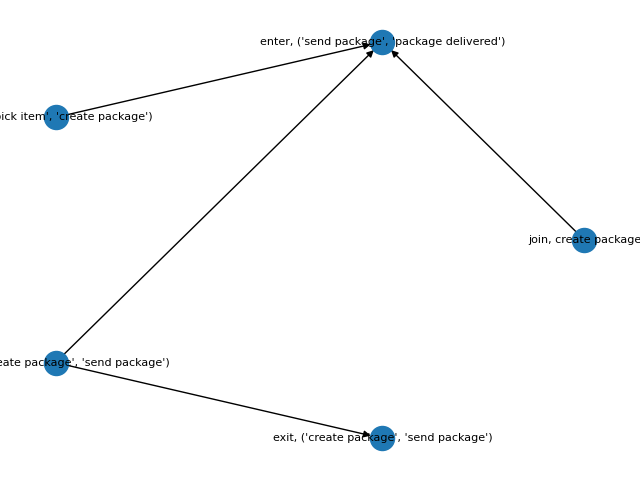 enter, ('send package', 'package delivered')
ick item', 'create package')
join, create package
eate package', 'send package')
exit, ('create package', 'send package')